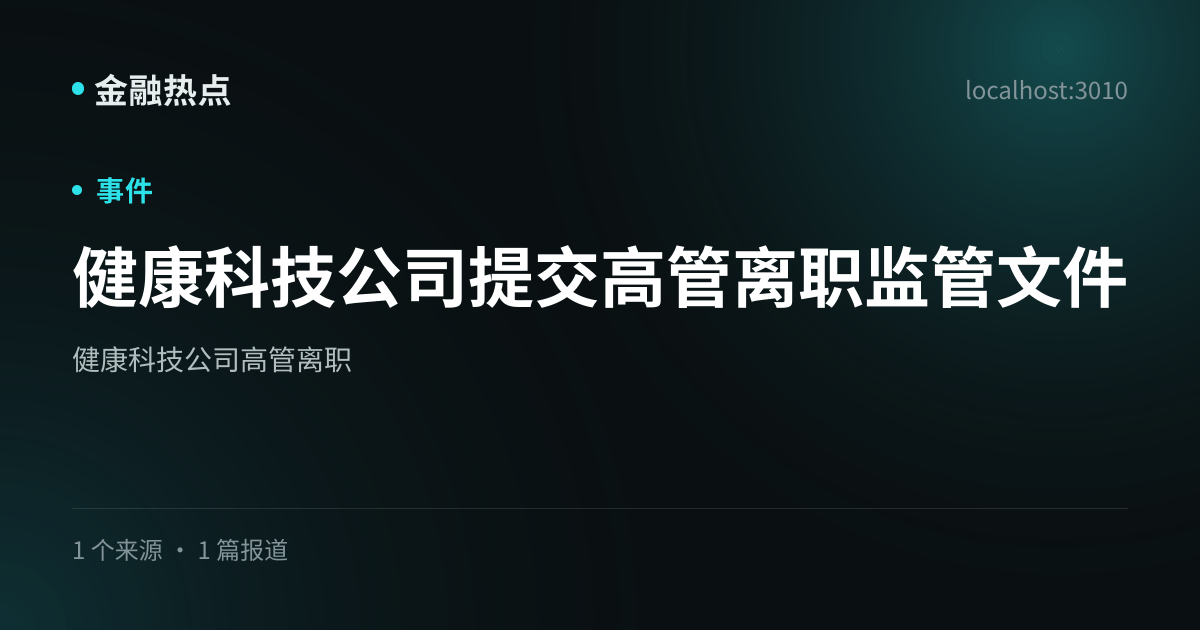 金融热点
localhost:3010
事件
健康科技公司提交高管离职监管文件
健康科技公司高管离职
1 个来源 · 1 篇报道